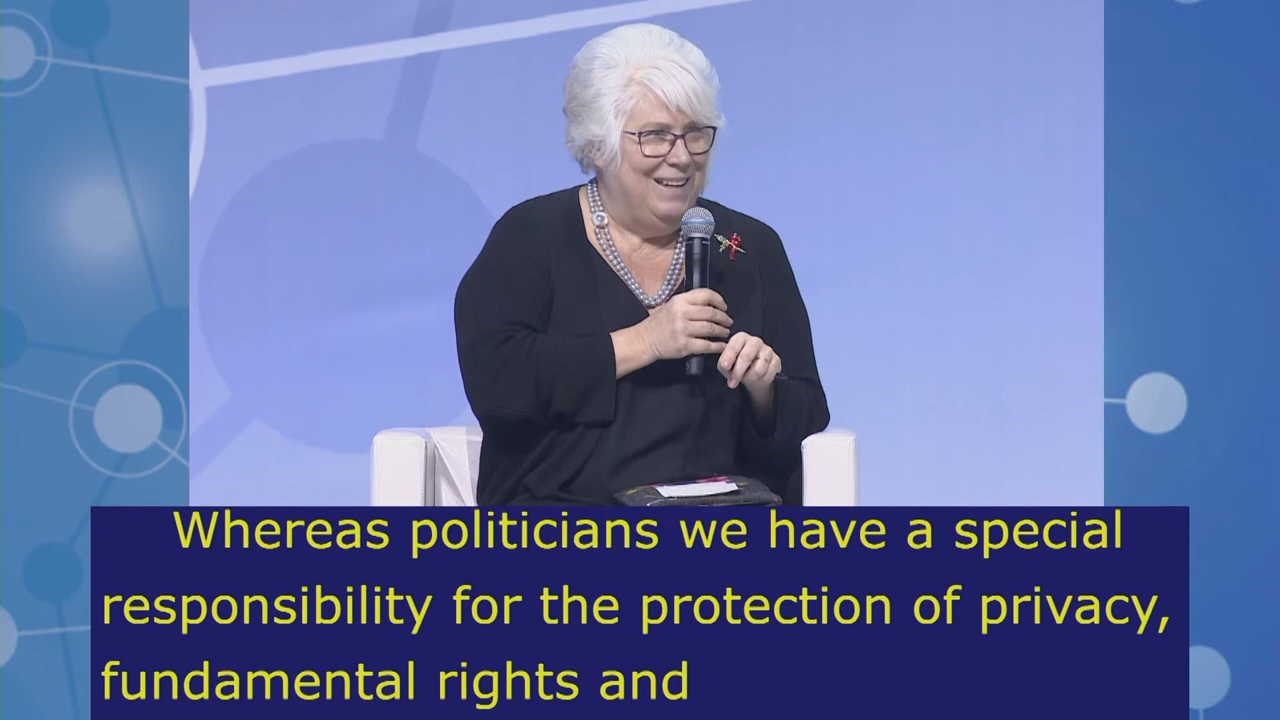 Whereas politicians we have a special
responsibility for the protection of privacy,
fundamental rights and